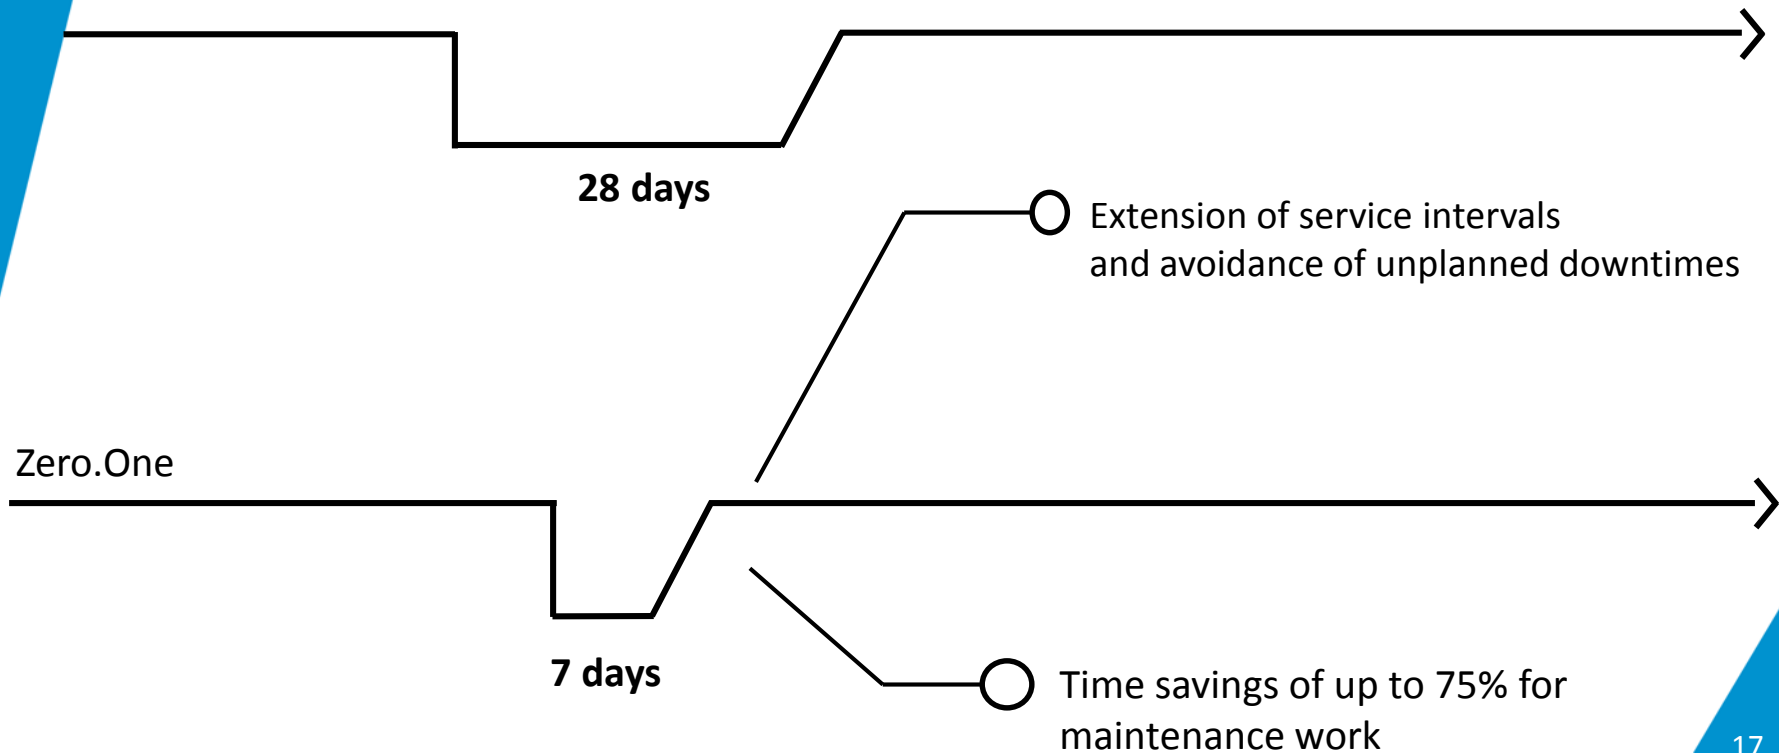 28 days
Extension of service intervals
and avoidance of unplanned downtimes
Zero.One
7 days
Time savings of up to 75% for
maintenance work
17